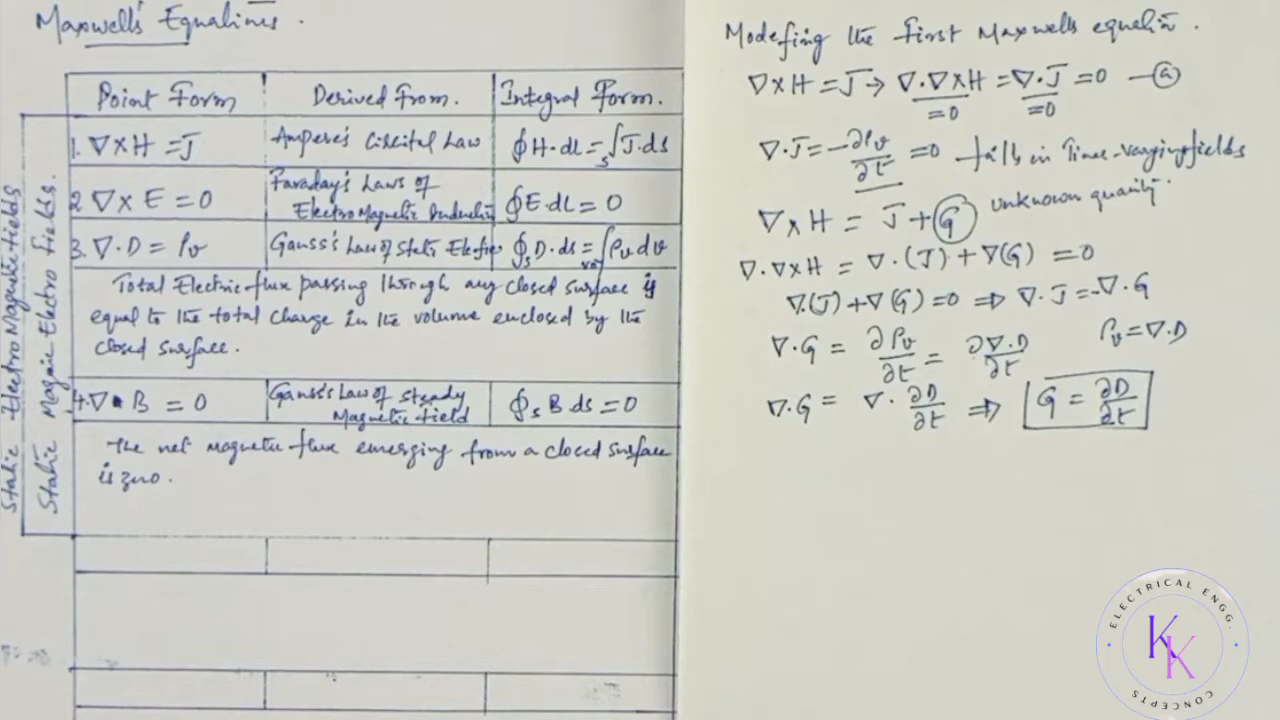 Maxwell's Equations.
Point Form
Derived From.
Integral Form.
1. ∇×H = J
Ampere's Circital Law
∮H·dL = ∫s J·ds
2 ∇×E = 0
Faraday's Laws of
Electro Magnetic Induction
∮E·dL = 0
3. ∇·D = ρv
Gauss's Law of Static Electric
∮s D·ds = ∫vol ρv dv
Total Electric flux passing through any closed surface is
equal to the total charge in the volume enclosed by the
closed surface.
4. ∇·B = 0
Gauss's Law of steady
Magnetic field
∮s B·ds = 0
The net magnetic flux emerging from a closed surface
is zero.
Static Electro Magnetic fields
Static Magnie Electro Fields.
Modefing the first Maxwells equation.
∇×H = J → ∇·∇×H = ∇·J = 0 —(a)
=0 =0
∇·J = -∂ρv/∂t = 0 - fails in Time-varying fields
∇×H = J + G unknown quanity.
∇·∇×H = ∇·(J) + ∇(G) = 0
∇·(J) + ∇(G) = 0 ⇒ ∇·J = -∇·G
∇·G = ∂ρv/∂t = ∂∇·D/∂t ρv = ∇·D
∇·G = ∇·∂D/∂t ⇒ G = ∂D/∂t
ELECTRICAL ENGG.
KK
CONCEPTS